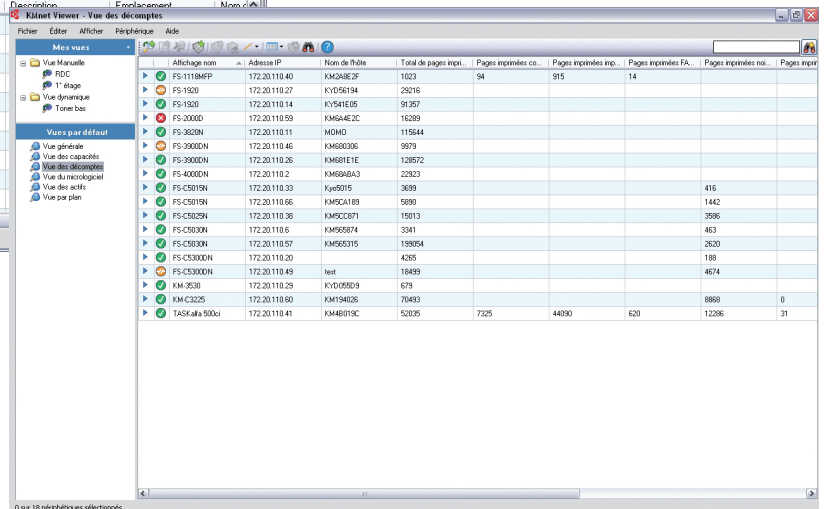 Description Emplacement Nom d
KMnet Viewer - Vue des décomptes
Fichier Éditer Afficher Périphérique Aide
Mes vues
Vue Manuelle
RDC
1° étage
Vue dynamique
Toner bas
Vues par défaut
Vue générale
Vue des capacités
Vue des décomptes
Vue du micrologiciel
Vue des actifs
Vue par plan
Affichage nom Adresse IP Nom de l'hôte Total de pages impri... Pages imprimées co... Pages imprimées imp... Pages imprimées FA... Pages imprimées noi... Pages imprim
FS-1118MFP 172.20.110.40 KM2A8E2F 1023 94 915 14
FS-1920 172.20.110.27 KYD56194 29216
FS-1920 172.20.110.14 KY541E05 91357
FS-2000D 172.20.110.59 KM6A4E2C 16289
FS-3820N 172.20.110.11 MOMO 115644
FS-3900DN 172.20.110.46 KM680306 9979
FS-3900DN 172.20.110.26 KM681E1E 128572
FS-4000DN 172.20.110.2 KM68ABA3 22923
FS-C5015N 172.20.110.33 Kyo5015 3699 416
FS-C5015N 172.20.110.66 KM5CA189 5890 1442
FS-C5025N 172.20.110.38 KM5CC871 15013 3586
FS-C5030N 172.20.110.6 KM565874 3341 463
FS-C5030N 172.20.110.57 KM565315 199054 2620
FS-C5300DN 172.20.110.20 4265 188
FS-C5300DN 172.20.110.49 test 18499 4674
KM-3530 172.20.110.29 KYD055D9 679
KM-C3225 172.20.110.60 KM194026 70493 8868 0
TASKalfa 500ci 172.20.110.41 KM4B019C 52035 7325 44090 620 12286 31
0 sur 18 périphériques sélectionnés